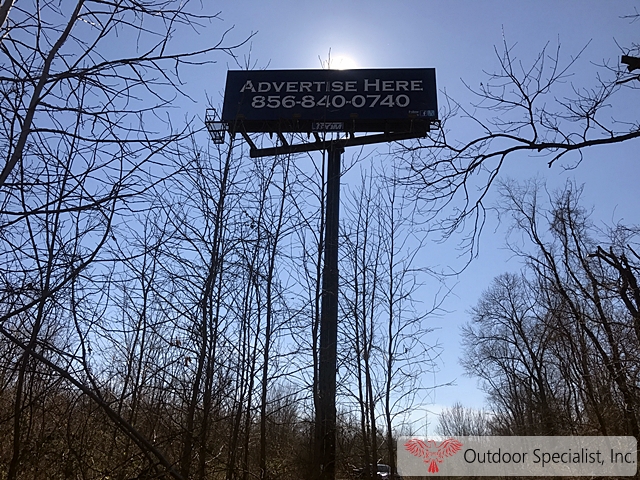 Advertise Here
856-840-0740
Outdoor Specialist, Inc.